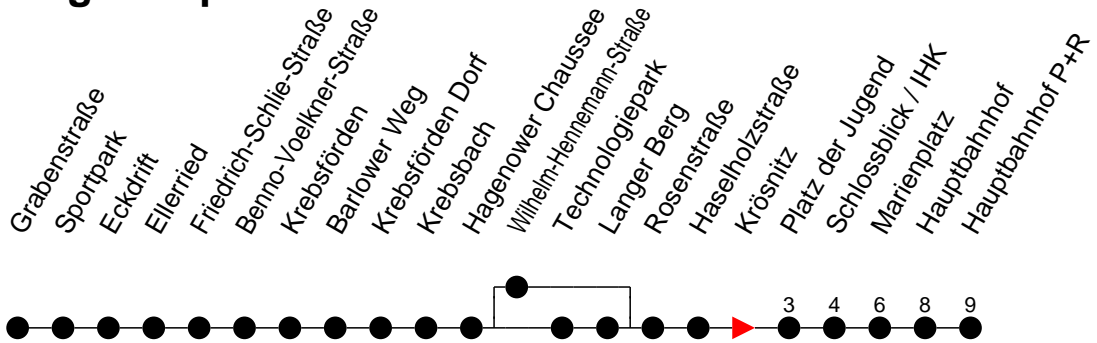 Grabenstraße
Sportpark
Eckdrift
Ellerried
Friedrich-Schlie-Straße
Benno-Voelkner-Straße
Krebsförden
Barlower Weg
Krebsförden Dorf
Krebsbach
Hagenower Chaussee
Wilhelm-Hennemann-Straße
Technologiepark
Langer Berg
Rosenstraße
Haselholzstraße
Krösnitz
Platz der Jugend
Schlossblick / IHK
Marienplatz
Hauptbahnhof
Hauptbahnhof P+R
3 4 6 8 9